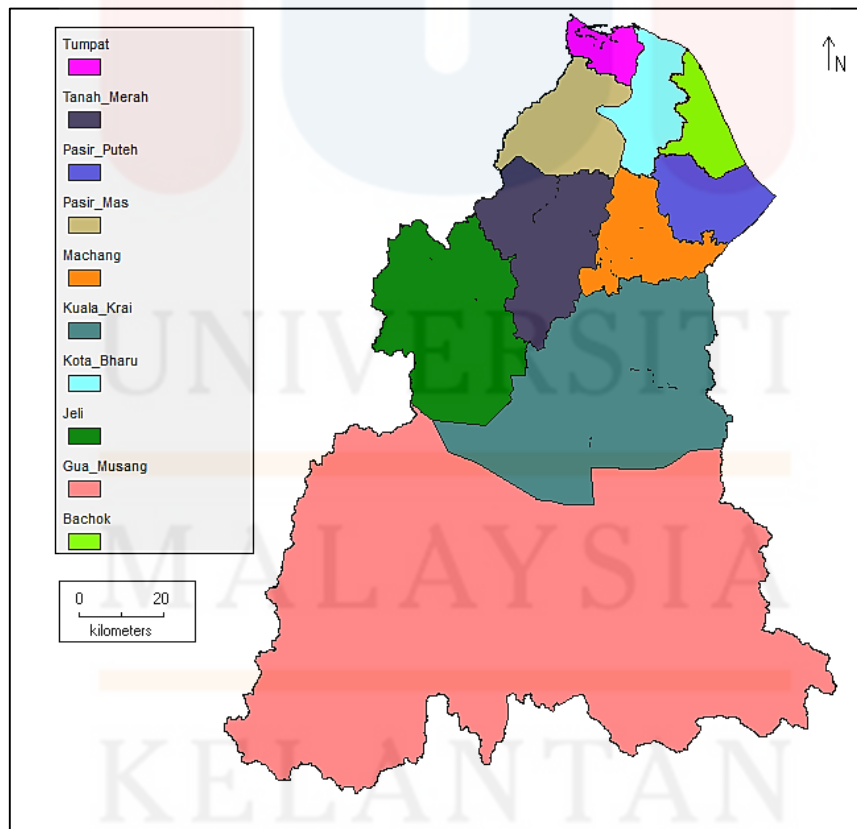 Tumpat
Tanah_Merah
Pasir_Puteh
Pasir_Mas
Machang
Kuala_Krai
Kota_Bharu
Jeli
Gua_Musang
Bachok
0 20
kilometers
N
UNIVERSITI
MALAYSIA
KELANTAN